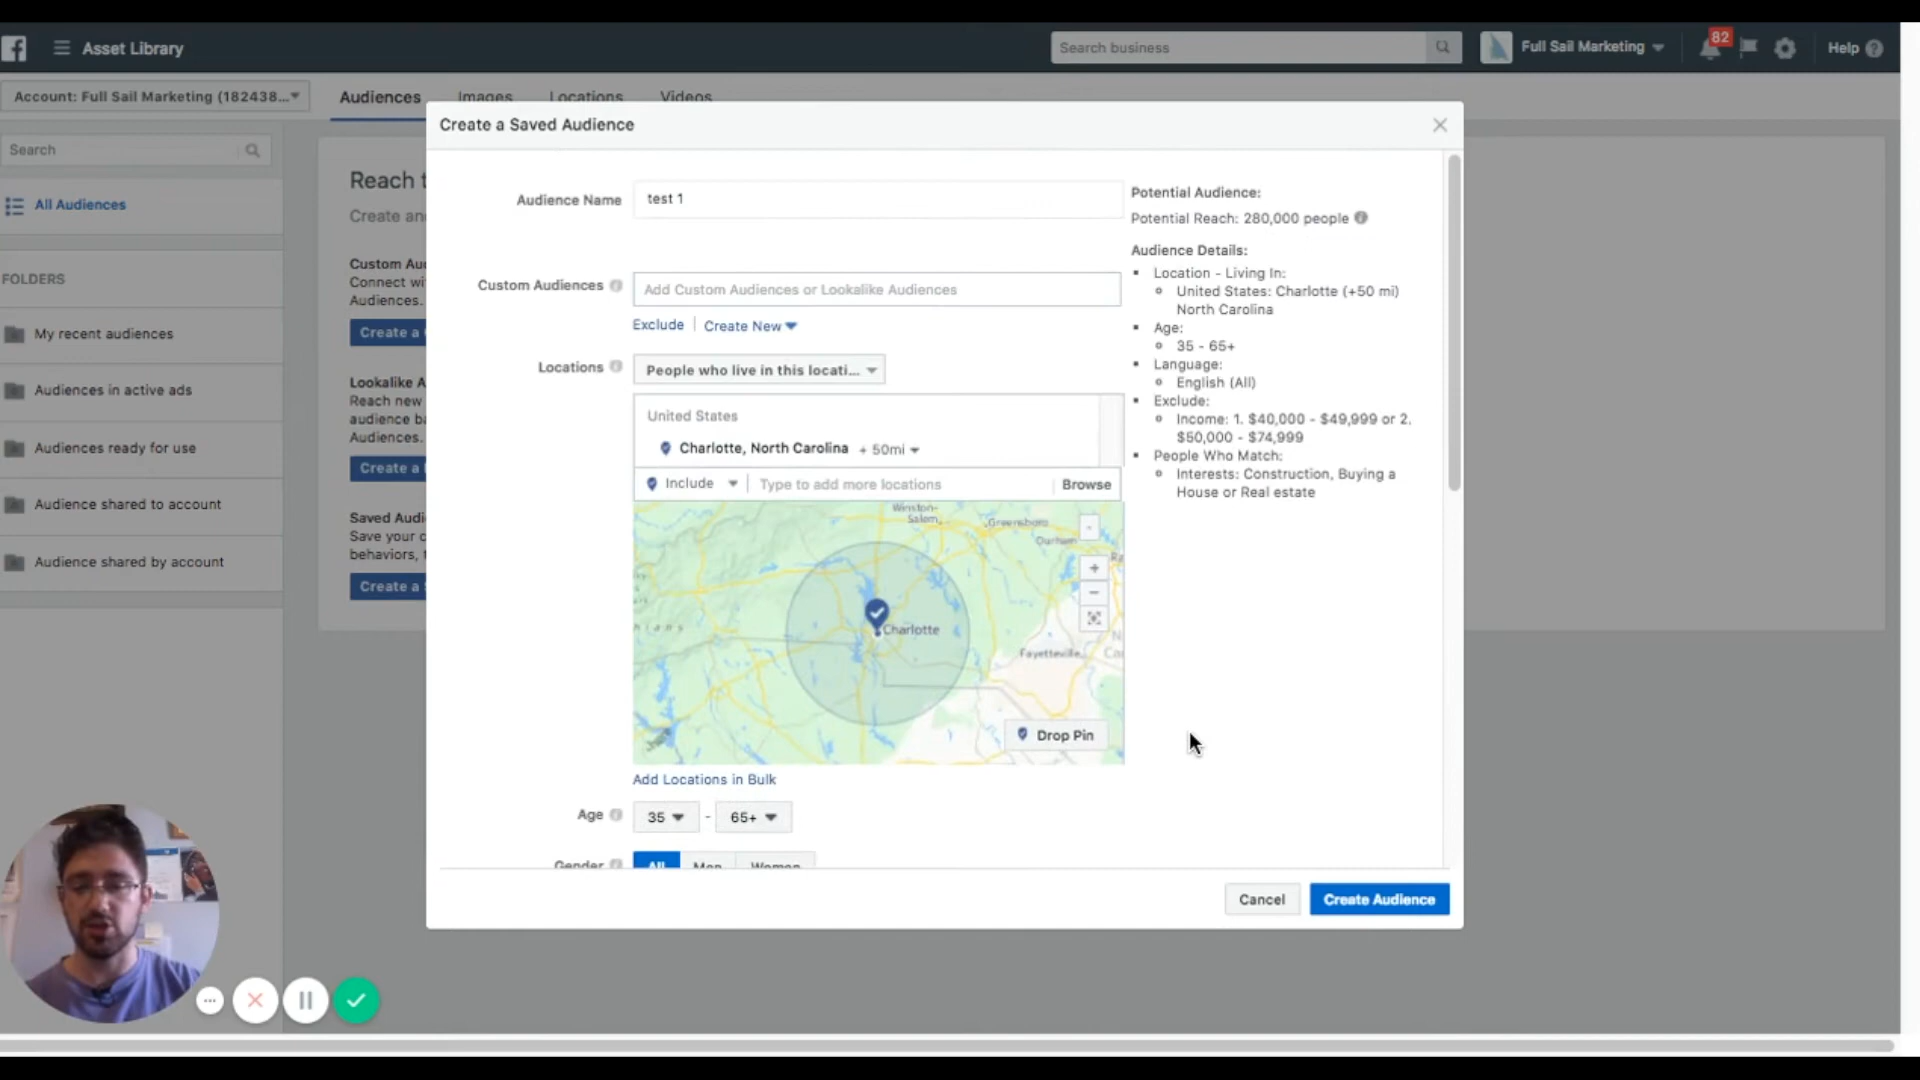 Asset Library
Search business
Full Sail Marketing
82
Help
Account: Full Sail Marketing (182438...
Audiences
Images
Locations
Videos
Search
All Audiences
FOLDERS
My recent audiences
Audiences in active ads
Audiences ready for use
Audience shared to account
Audience shared by account
Reach t
Create an
Custom Au
Connect wi
Audiences.
Create a
Lookalike A
Reach new
audience ba
Audiences.
Create a
Saved Audi
Save your c
behaviors, t
Create a
Create a Saved Audience
Audience Name
test 1
Custom Audiences
Add Custom Audiences or Lookalike Audiences
Exclude
Create New
Locations
People who live in this locati...
United States
Charlotte, North Carolina + 50mi
Include
Type to add more locations
Browse
Winston-
Salem
Greensboro
Durham
Ra
Charlotte
Fayetteville
Drop Pin
Add Locations in Bulk
Age
35 - 65+
Gender
All
Men
Women
Potential Audience:
Potential Reach: 280,000 people
Audience Details:
Location - Living In:
United States: Charlotte (+50 mi)
North Carolina
Age:
35 - 65+
Language:
English (All)
Exclude:
Income: 1. $40,000 - $49,999 or 2.
$50,000 - $74,999
People Who Match:
Interests: Construction, Buying a
House or Real estate
Cancel
Create Audience